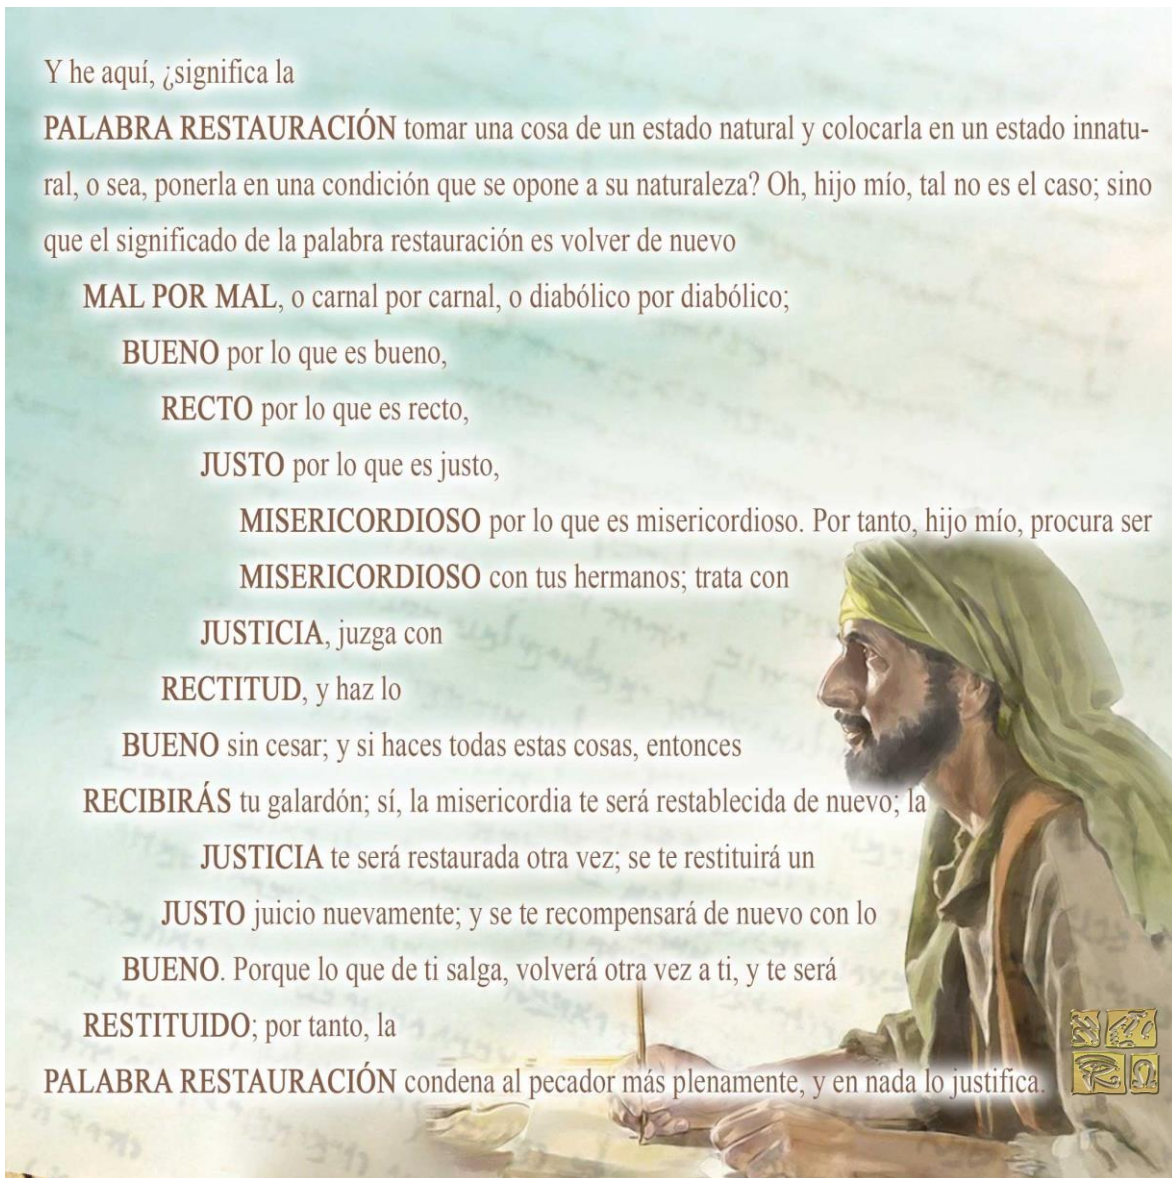 Y he aquí, ¿significa la
PALABRA RESTAURACIÓN tomar una cosa de un estado natural y colocarla en un estado innatu-
ral, o sea, ponerla en una condición que se opone a su naturaleza? Oh, hijo mío, tal no es el caso; sino
que el significado de la palabra restauración es volver de nuevo
MAL POR MAL, o carnal por carnal, o diabólico por diabólico;
BUENO por lo que es bueno,
RECTO por lo que es recto,
JUSTO por lo que es justo,
MISERICORDIOSO por lo que es misericordioso. Por tanto, hijo mío, procura ser
MISERICORDIOSO con tus hermanos; trata con
JUSTICIA, juzga con
RECTITUD, y haz lo
BUENO sin cesar; y si haces todas estas cosas, entonces
RECIBIRÁS tu galardón; sí, la misericordia te será restablecida de nuevo; la
JUSTICIA te será restaurada otra vez; se te restituirá un
JUSTO juicio nuevamente; y se te recompensará de nuevo con lo
BUENO. Porque lo que de ti salga, volverá otra vez a ti, y te será
RESTITUIDO; por tanto, la
PALABRA RESTAURACIÓN condena al pecador más plenamente, y en nada lo justifica.